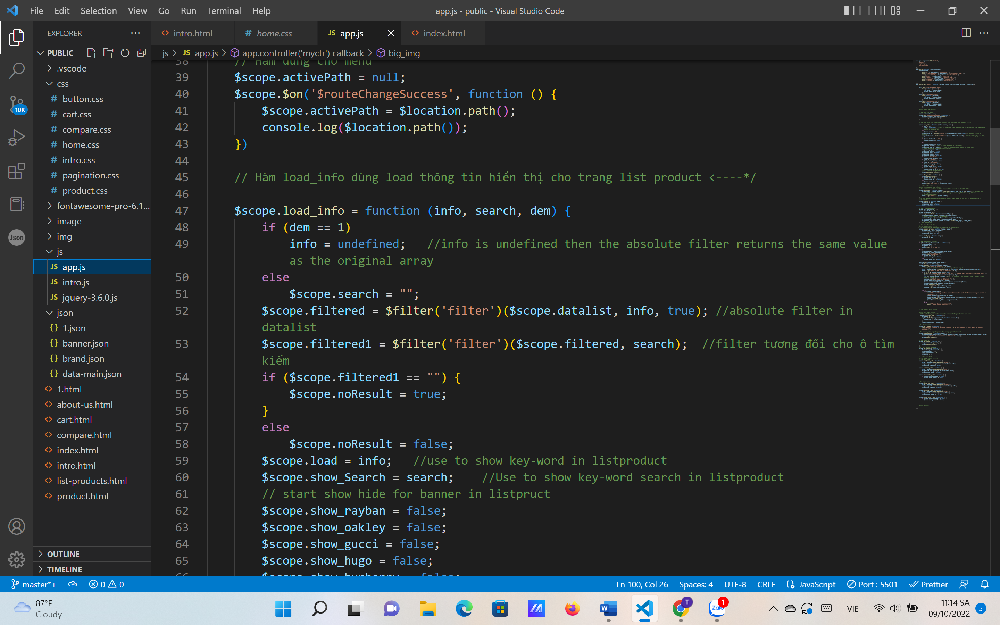 File Edit Selection View Go Run Terminal Help
app.js - public - Visual Studio Code
EXPLORER
intro.html
home.css
JS app.js
index.html
PUBLIC
js > JS app.js > app.controller('myctr') callback > big_img
.vscode
css
button.css
cart.css
compare.css
home.css
intro.css
pagination.css
product.css
fontawesome-pro-6.1...
image
img
js
JS app.js
JS intro.js
JS jquery-3.6.0.js
json
{} 1.json
{} banner.json
{} brand.json
{} data-main.json
1.html
about-us.html
cart.html
compare.html
index.html
intro.html
list-products.html
product.html
OUTLINE
TIMELINE
10K
Json
38 // Hàm dùng cho menu
39 $scope.activePath = null;
40 $scope.$on('$routeChangeSuccess', function () {
41 $scope.activePath = $location.path();
42 console.log($location.path());
43 })
44
45 // Hàm load_info dùng load thông tin hiển thị cho trang list product <----*/
46
47 $scope.load_info = function (info, search, dem) {
48 if (dem == 1)
49 info = undefined; //info is undefined then the absolute filter returns the same value
as the original array
50 else
51 $scope.search = "";
52 $scope.filtered = $filter('filter')($scope.datalist, info, true); //absolute filter in
datalist
53 $scope.filtered1 = $filter('filter')($scope.filtered, search); //filter tương đối cho ô tìm
kiếm
54 if ($scope.filtered1 == "") {
55 $scope.noResult = true;
56 }
57 else
58 $scope.noResult = false;
59 $scope.load = info; //use to show key-word in listproduct
60 $scope.show_Search = search; //Use to show key-word search in listproduct
61 // start show hide for banner in listpruct
62 $scope.show_rayban = false;
63 $scope.show_oakley = false;
64 $scope.show_gucci = false;
65 $scope.show_hugo = false;
66 $scope.show_burberry = false;
master*+ 0 0
Ln 100, Col 26 Spaces: 4 UTF-8 CRLF JavaScript Port : 5501 Prettier
87°F
Cloudy
Zalo 1
VIE
11:14 SA
09/10/2022
5